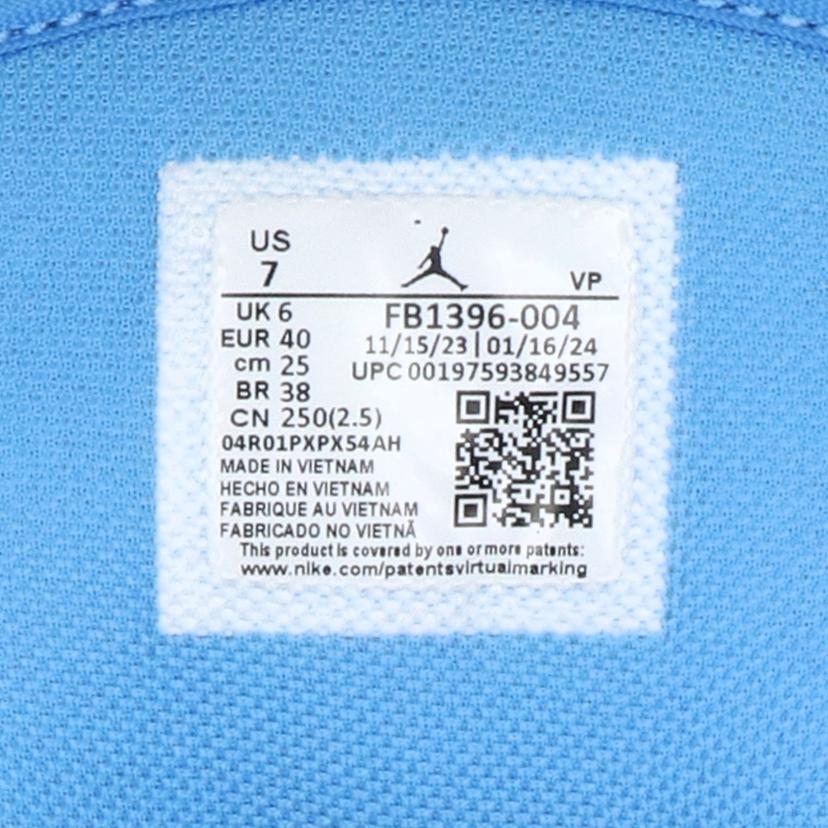 US
7
VP
UK 6
EUR 40
cm 25
BR 38
CN 250(2.5)
FB1396-004
11/15/23 | 01/16/24
UPC 00197593849557
04R01PXPX54AH
MADE IN VIETNAM
HECHO EN VIETNAM
FABRIQUE AU VIETNAM
FABRICADO NO VIETNÃ
This product is covered by one or more patents:
www.nike.com/patentsvirtualmarking